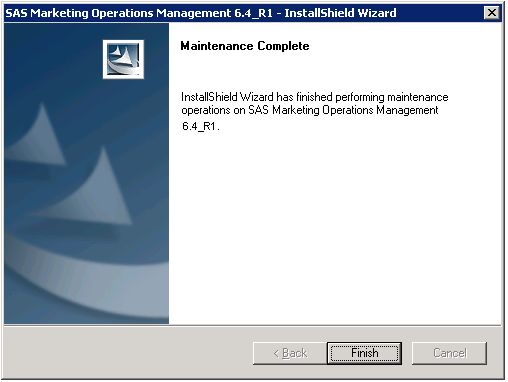 SAS Marketing Operations Management 6.4_R1 - InstallShield Wizard
Maintenance Complete
InstallShield Wizard has finished performing maintenance
operations on SAS Marketing Operations Management
6.4_R1.
< Back
Finish
Cancel